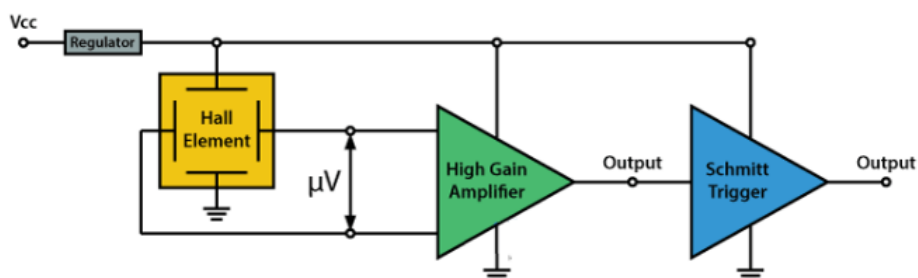 Vcc
Regulator
Hall
Element
µV
High Gain
Amplifier
Output
Schmitt
Trigger
Output